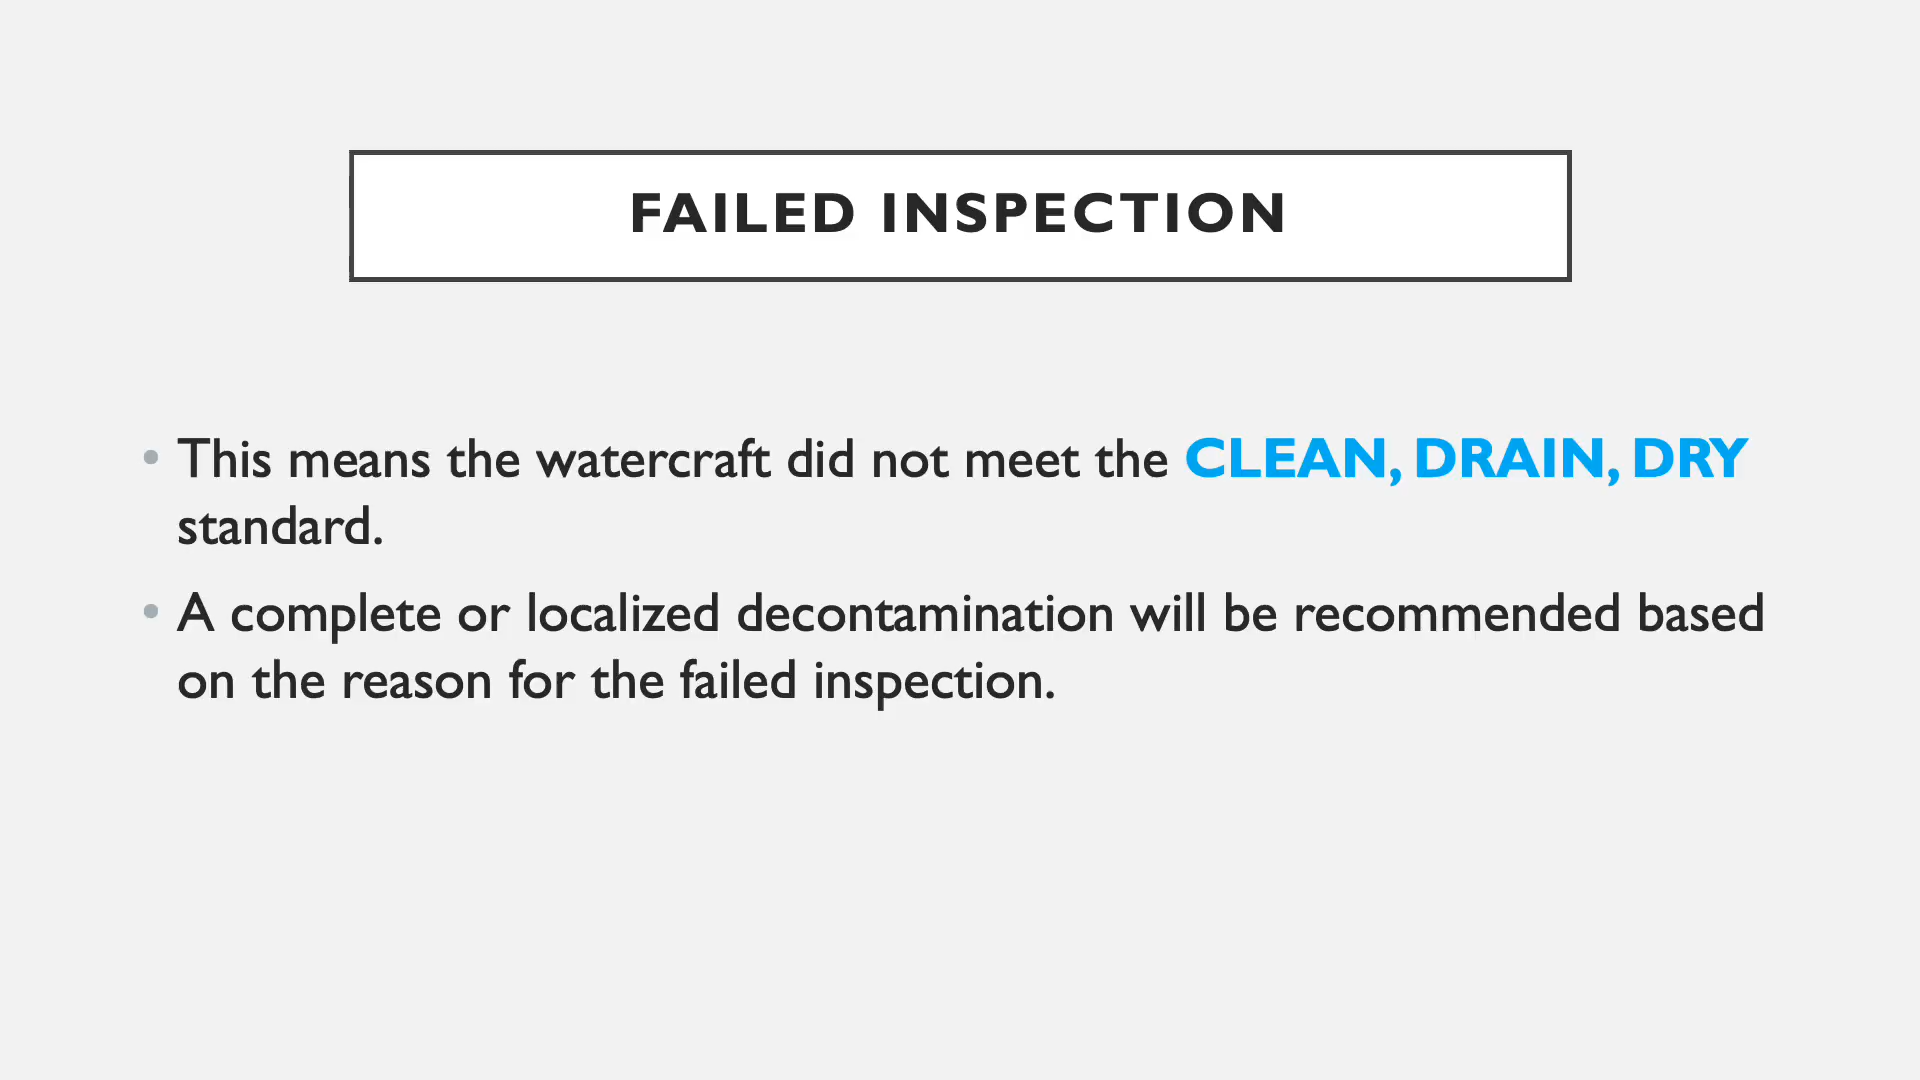 FAILED INSPECTION
• This means the watercraft did not meet the CLEAN, DRAIN, DRY
standard.
• A complete or localized decontamination will be recommended based
on the reason for the failed inspection.